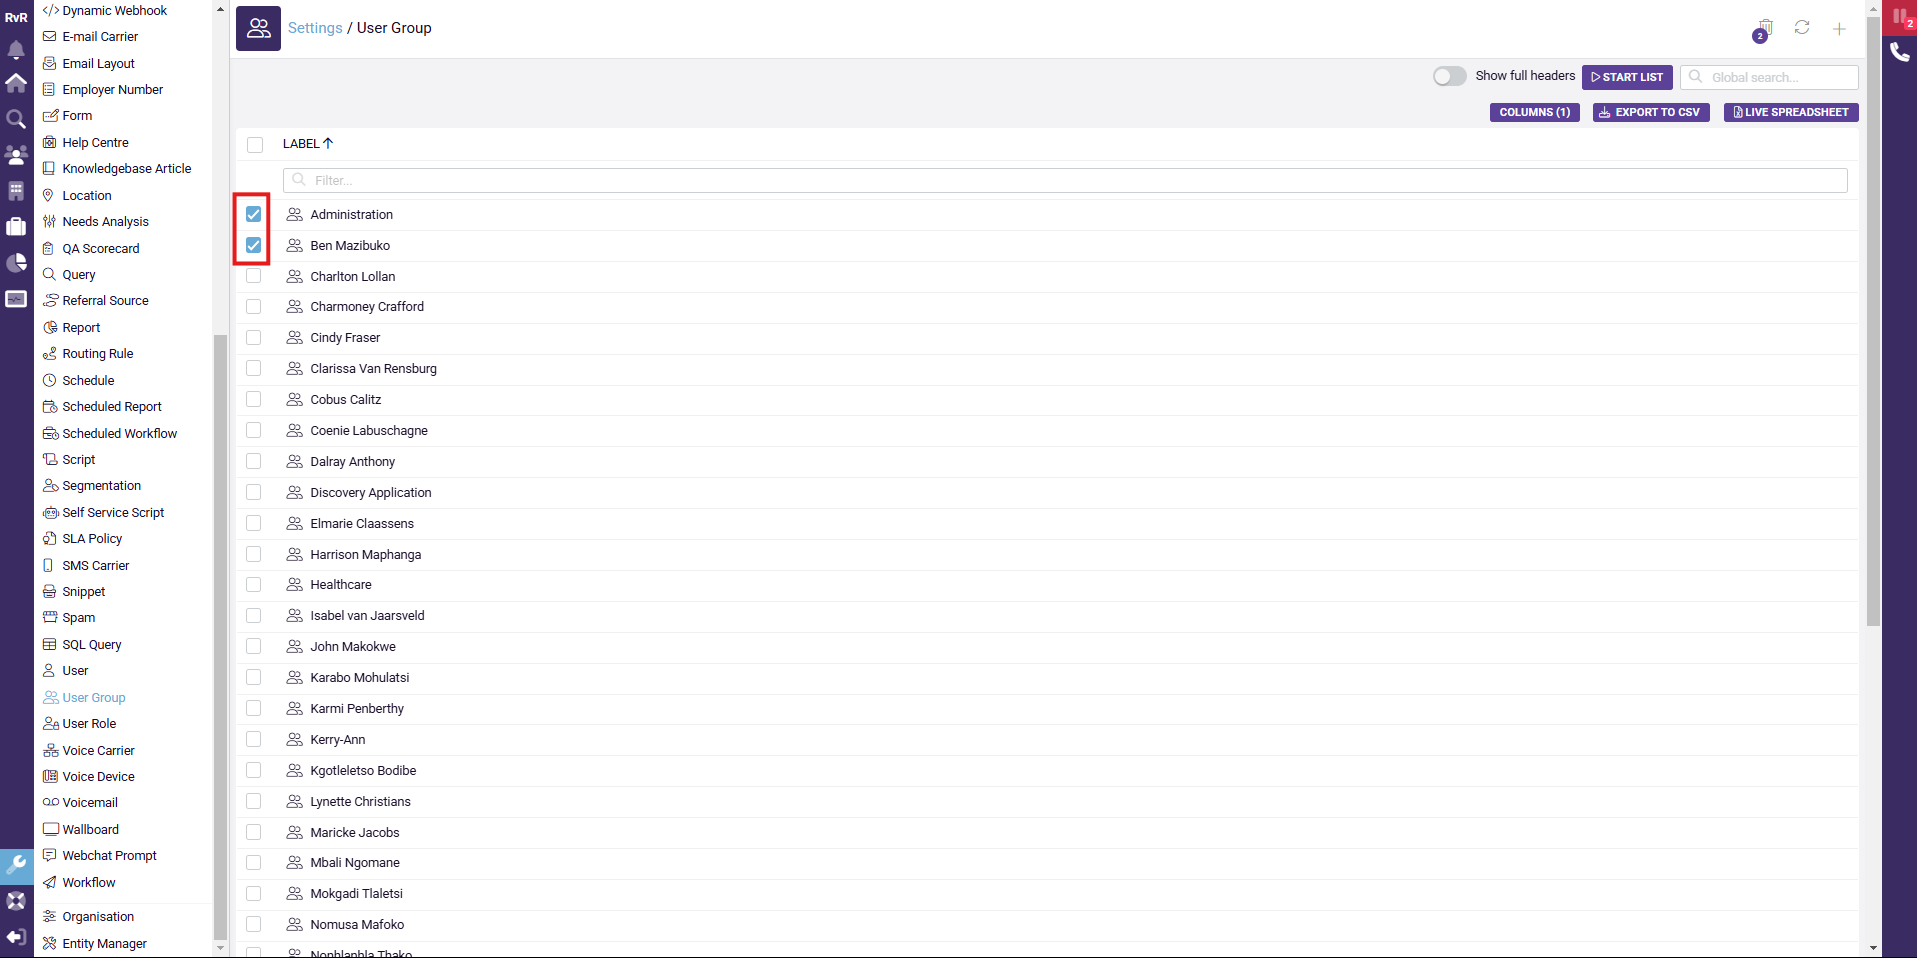 RvR
Dynamic Webhook
E-mail Carrier
Email Layout
Employer Number
Form
Help Centre
Knowledgebase Article
Location
Needs Analysis
QA Scorecard
Query
Referral Source
Report
Routing Rule
Schedule
Scheduled Report
Scheduled Workflow
Script
Segmentation
Self Service Script
SLA Policy
SMS Carrier
Snippet
Spam
SQL Query
User
User Group
User Role
Voice Carrier
Voice Device
Voicemail
Wallboard
Webchat Prompt
Workflow
Organisation
Entity Manager
Settings / User Group
2
2
Show full headers
START LIST
Global search...
COLUMNS (1)
EXPORT TO CSV
LIVE SPREADSHEET
LABEL
Filter...
Administration
Ben Mazibuko
Charlton Lollan
Charmoney Crafford
Cindy Fraser
Clarissa Van Rensburg
Cobus Calitz
Coenie Labuschagne
Dalray Anthony
Discovery Application
Elmarie Claassens
Harrison Maphanga
Healthcare
Isabel van Jaarsveld
John Makokwe
Karabo Mohulatsi
Karmi Penberthy
Kerry-Ann
Kgotleletso Bodibe
Lynette Christians
Maricke Jacobs
Mbali Ngomane
Mokgadi Tlaletsi
Nomusa Mafoko
Nonhlanhla Thako